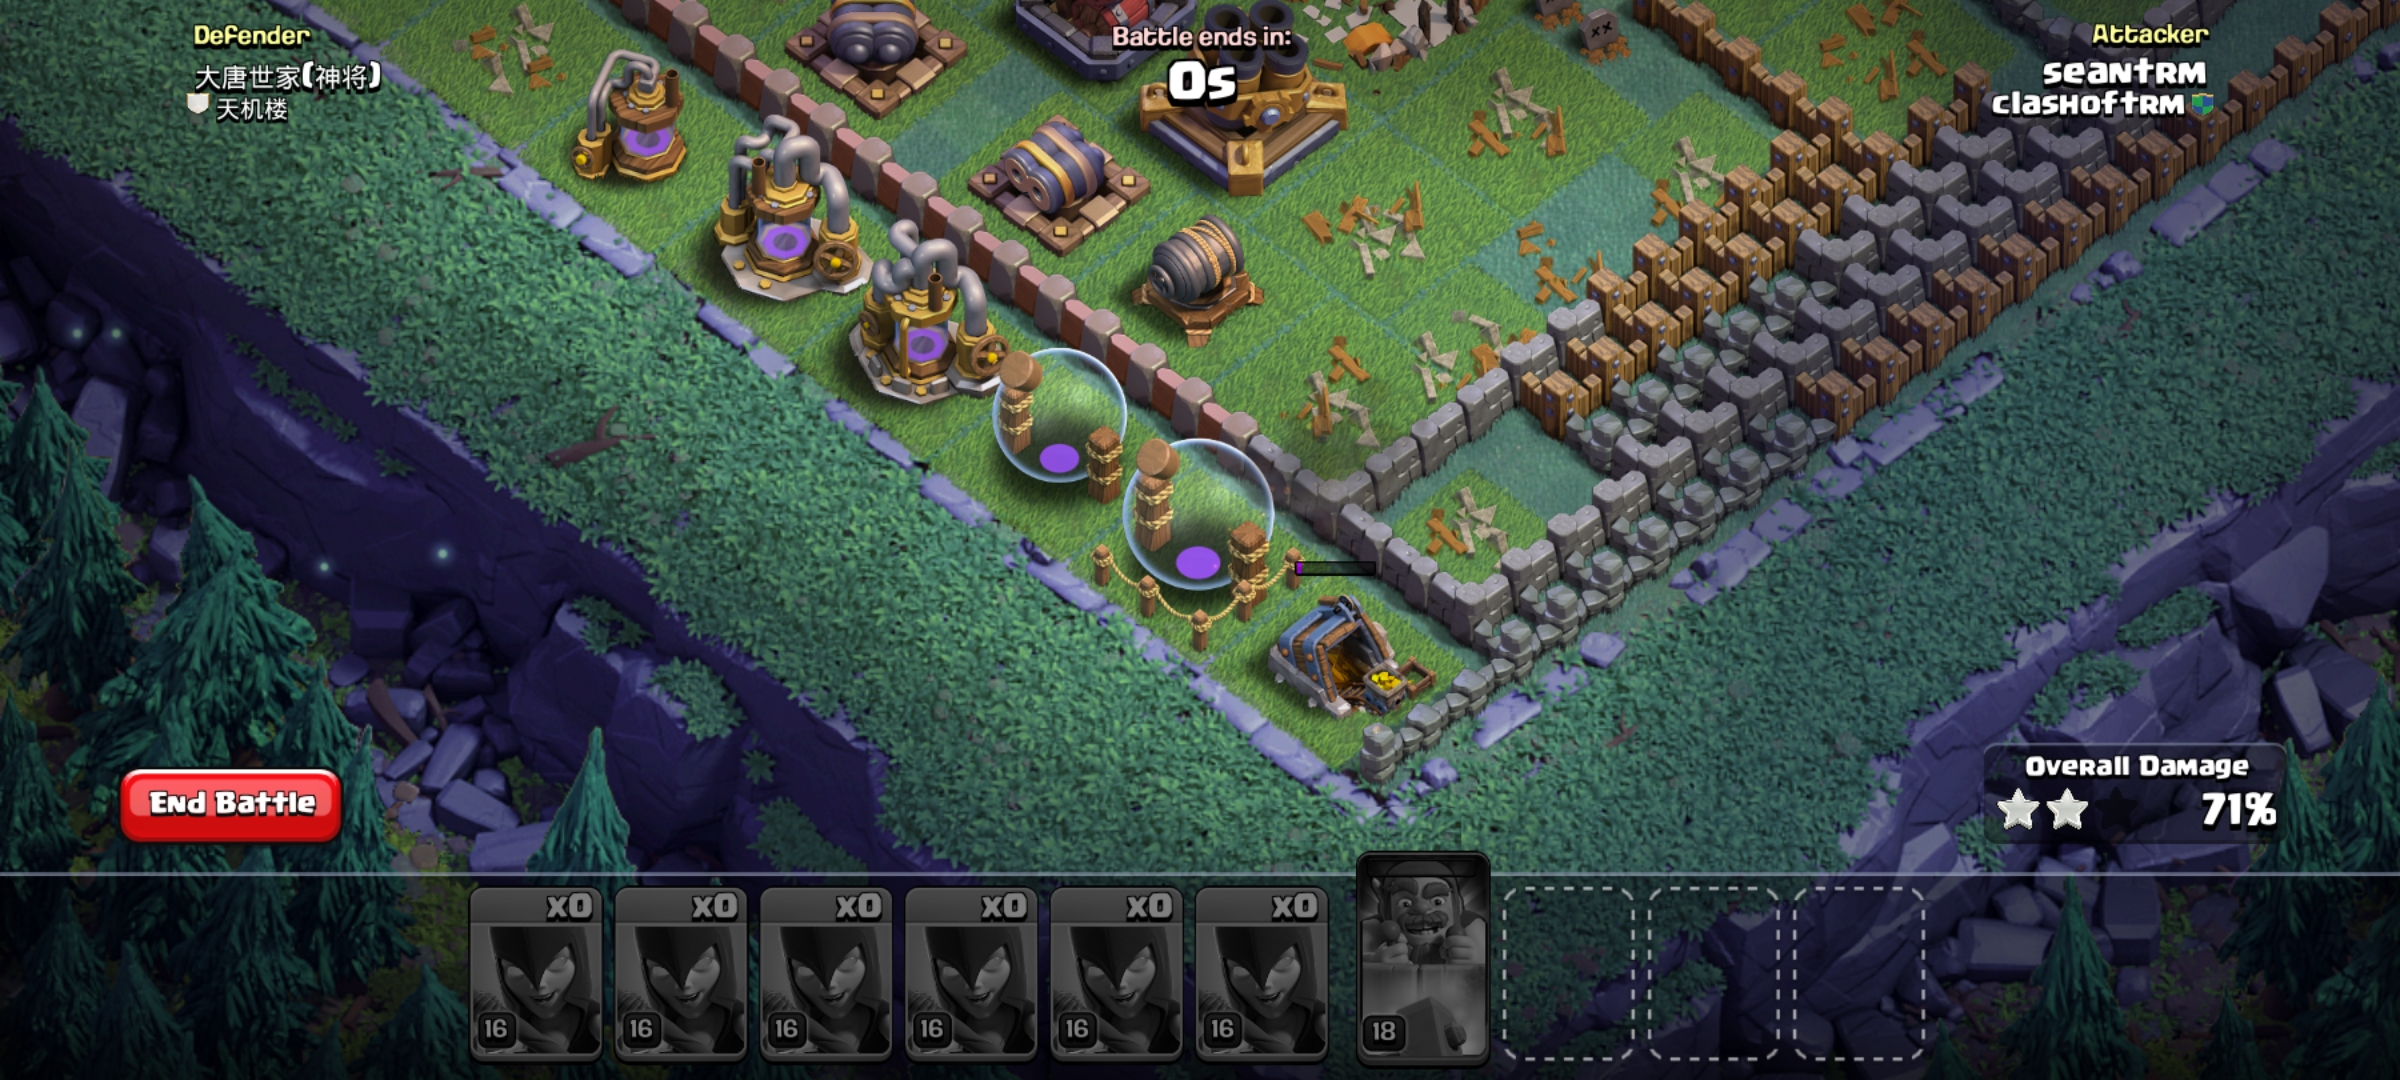 Defender
大唐世家(神将)
天机楼
Battle ends in:
0s
Attacker
seantRM
clashoftRM
End Battle
Overall Damage
71%
x0
x0
x0
x0
x0
x0
16
16
16
16
16
16
18